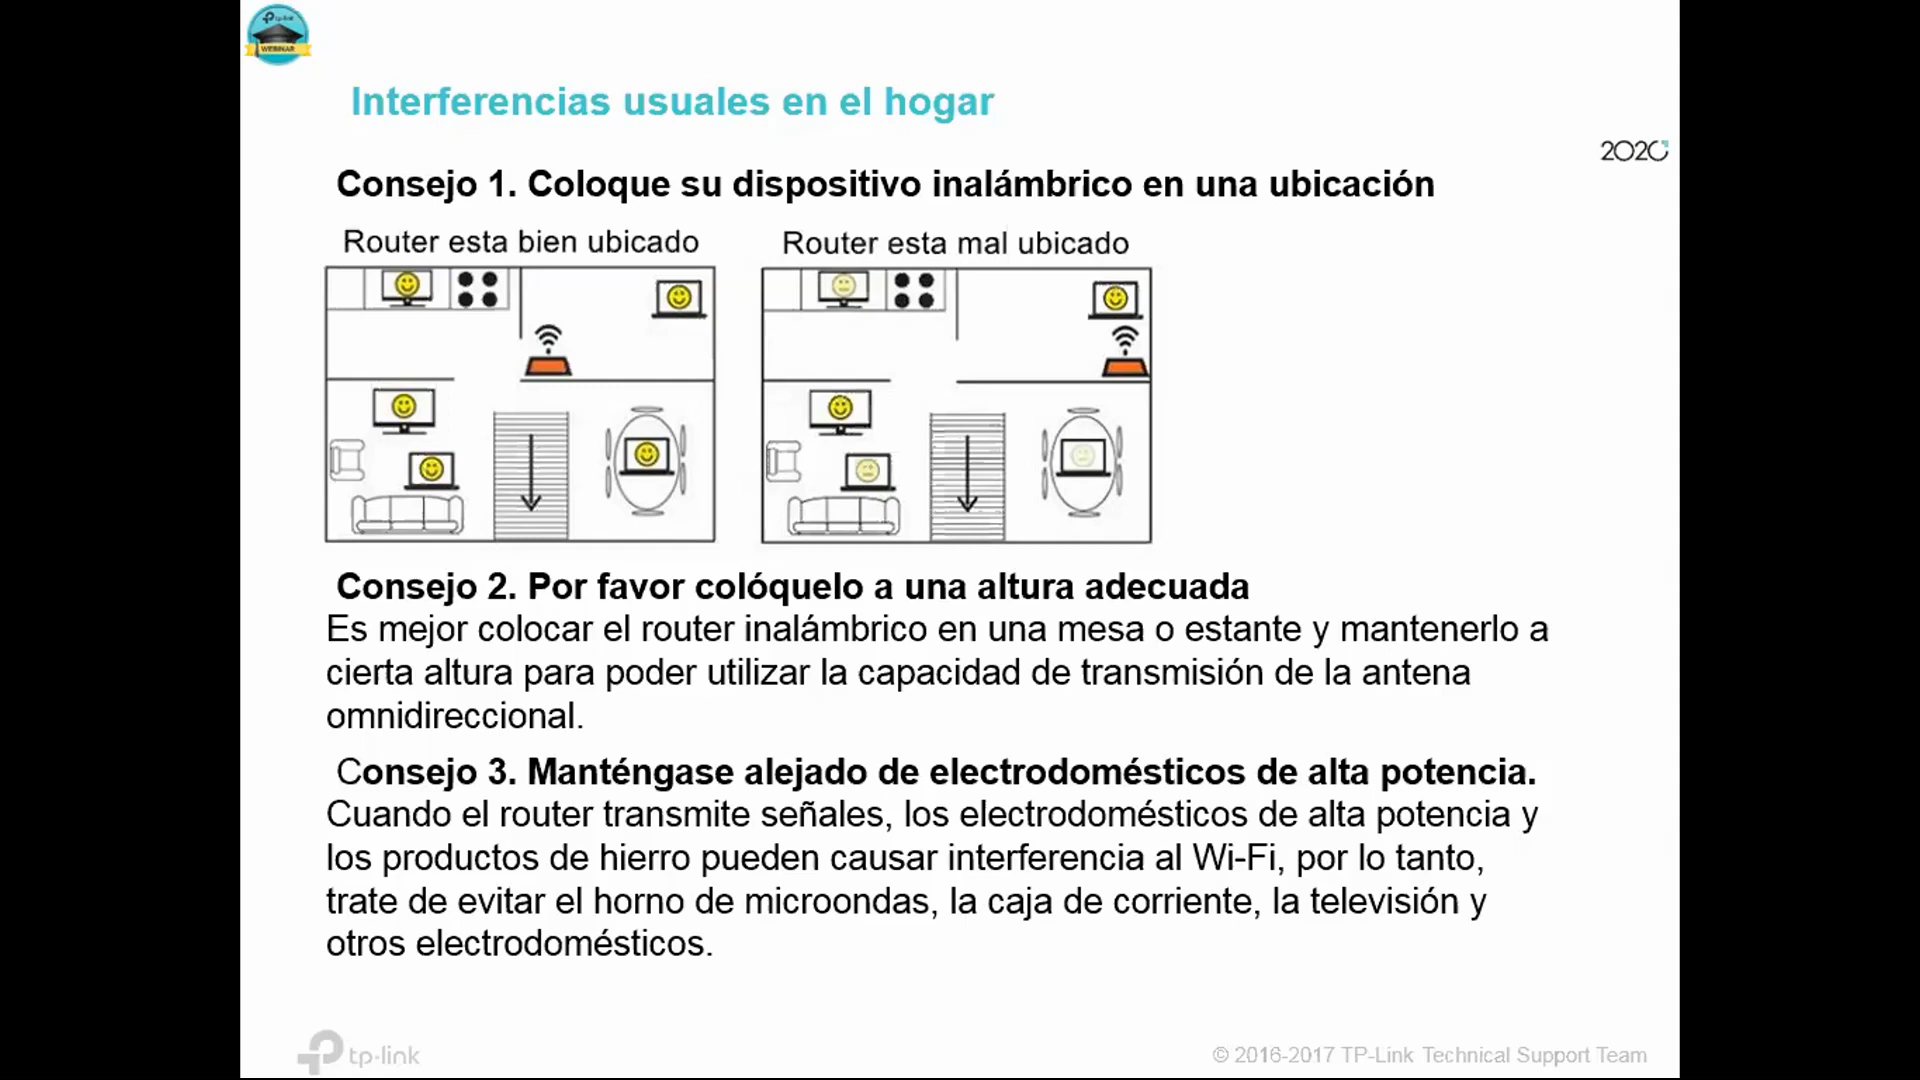 tp-link
WEBINAR
Interferencias usuales en el hogar
2020
Consejo 1. Coloque su dispositivo inalámbrico en una ubicación
Router esta bien ubicado
Router esta mal ubicado
Consejo 2. Por favor colóquelo a una altura adecuada
Es mejor colocar el router inalámbrico en una mesa o estante y mantenerlo a
cierta altura para poder utilizar la capacidad de transmisión de la antena
omnidireccional.
Consejo 3. Manténgase alejado de electrodomésticos de alta potencia.
Cuando el router transmite señales, los electrodomésticos de alta potencia y
los productos de hierro pueden causar interferencia al Wi-Fi, por lo tanto,
trate de evitar el horno de microondas, la caja de corriente, la televisión y
otros electrodomésticos.
tp-link
© 2016-2017 TP-Link Technical Support Team